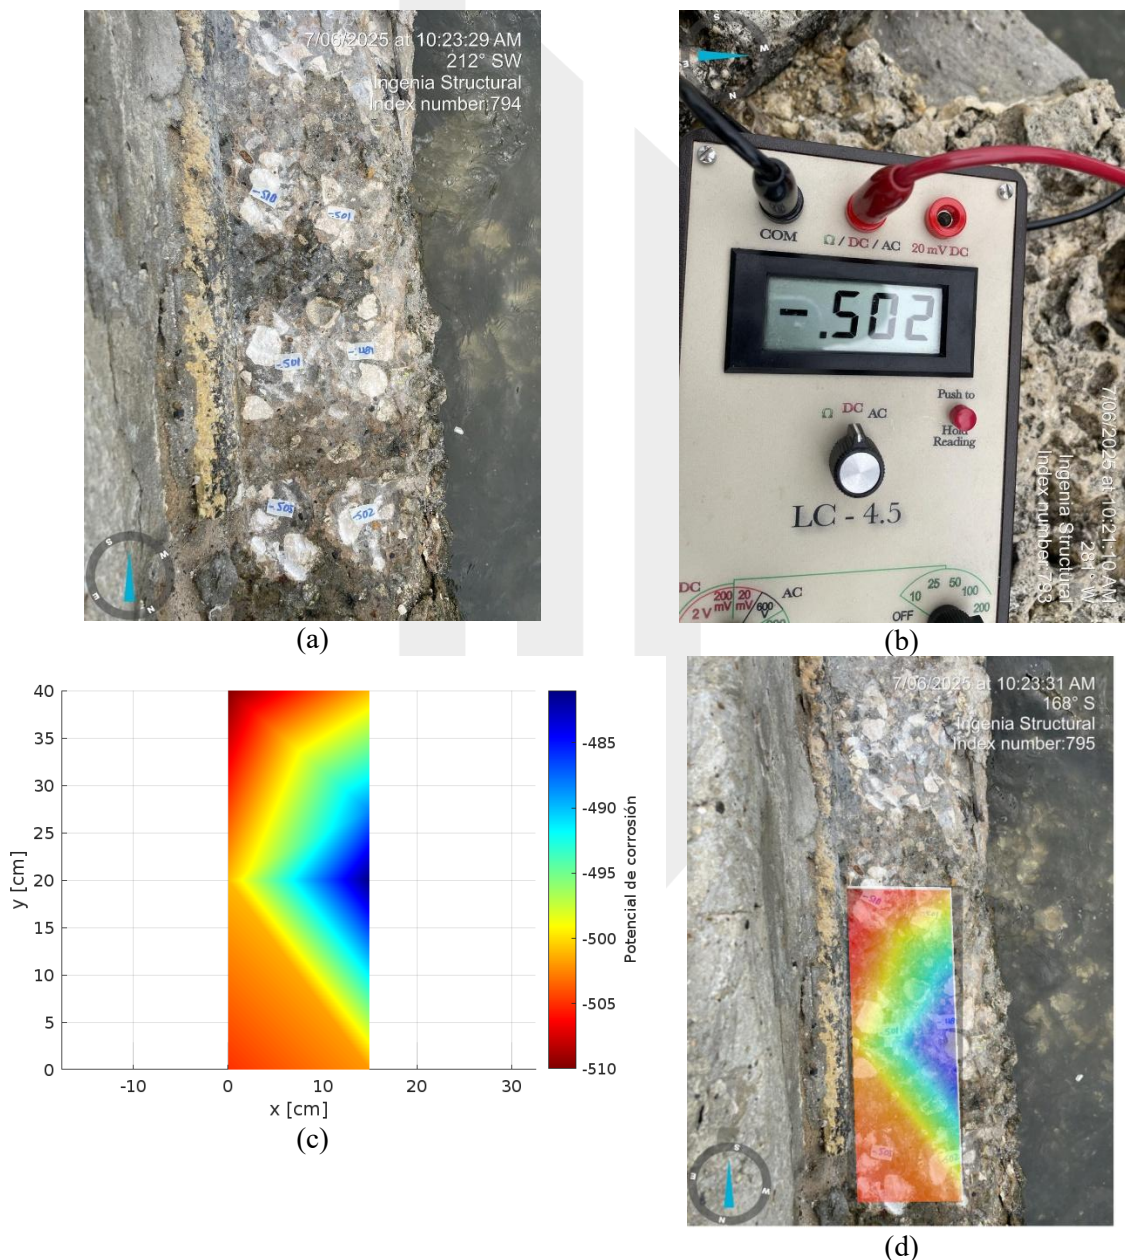 7/06/2025 at 10:23:29 AM
212° SW
Ingenia Structural
Index number:794
-510
-501
-501
-481
-503
-502
S
W
E
N
(a)
W
E
N
COM
Ω / DC / AC
20 mV DC
-.502
Push to
Hold
Reading
Ω DC AC
LC - 4.5
DC
200 mV
20 mV
2 V
600 V
AC
10
25
50
100
200
OFF
7/06/2025 at 10:21:10 AM
281° W
Ingenia Structural
Index number:793
(b)
40
35
30
25
20
15
10
5
0
y [cm]
-10
0
10
20
30
x [cm]
-485
-490
-495
-500
-505
-510
Potencial de corrosión
(c)
7/06/2025 at 10:23:31 AM
168° S
Ingenia Structural
Index number:795
S
W
E
N
(d)